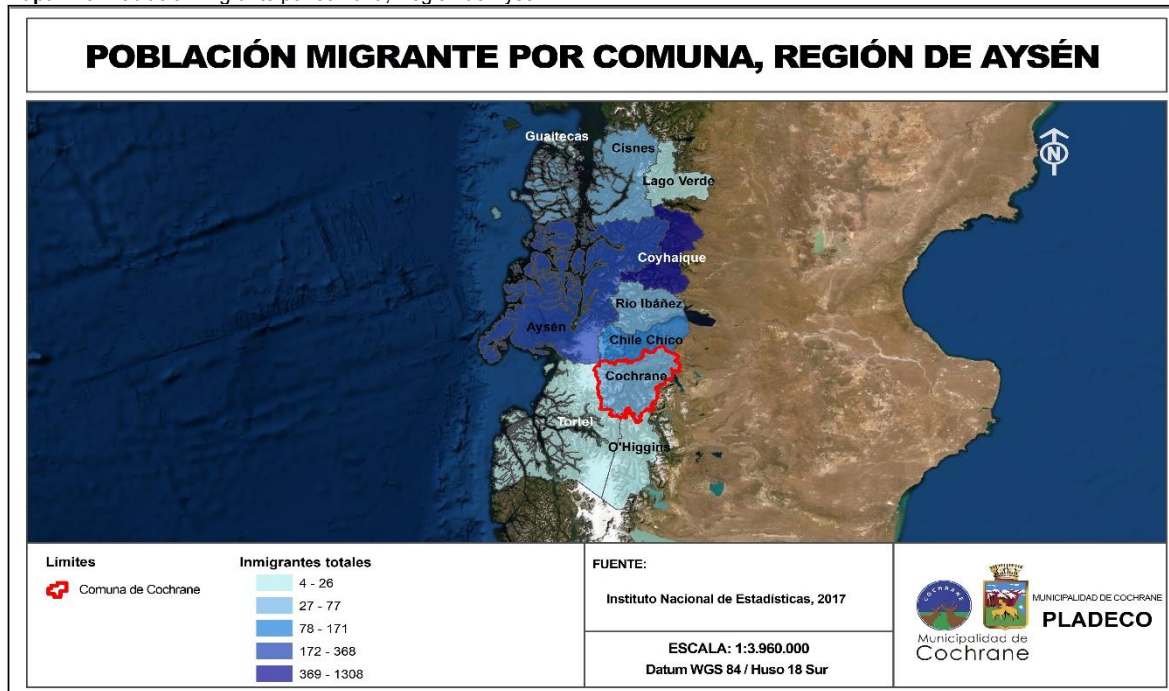 POBLACIÓN MIGRANTE POR COMUNA, REGIÓN DE AYSÉN
Guaitecas
Cisnes
Lago Verde
N
Coyhaique
Río Ibáñez
Aysén
Chile Chico
Cochrane
Tortel
O'Higgins
Límites
Comuna de Cochrane
Inmigrantes totales
4 - 26
27 - 77
78 - 171
172 - 368
369 - 1308
FUENTE:
Instituto Nacional de Estadísticas, 2017
ESCALA: 1:3.960.000
Datum WGS 84 / Huso 18 Sur
COCHRANE
Municipalidad de
Cochrane
MUNICIPALIDAD DE COCHRANE
PLADECO